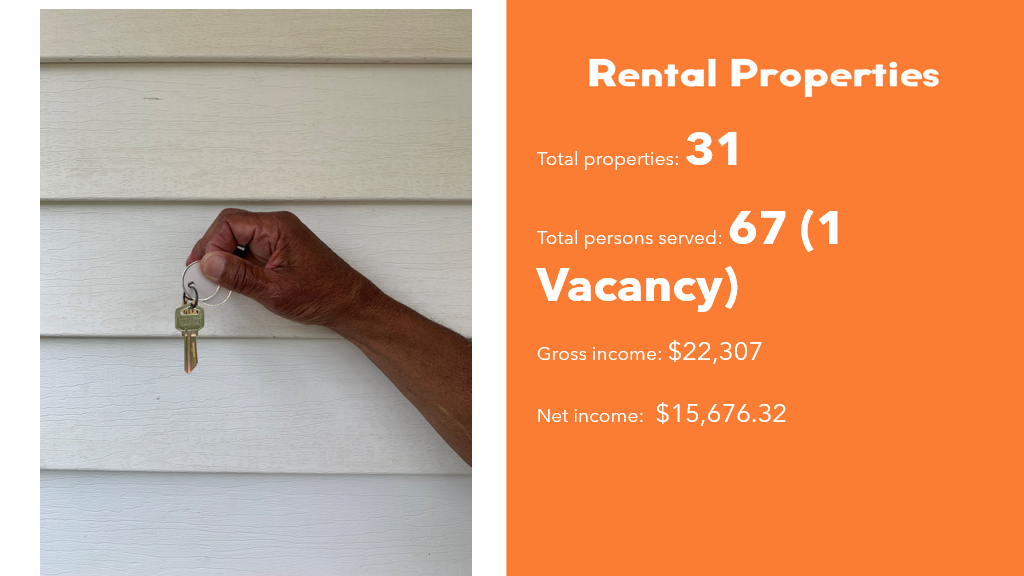 Rental Properties
Total properties: 31
Total persons served: 67 (1
Vacancy)
Gross income: $22,307
Net income: $15,676.32